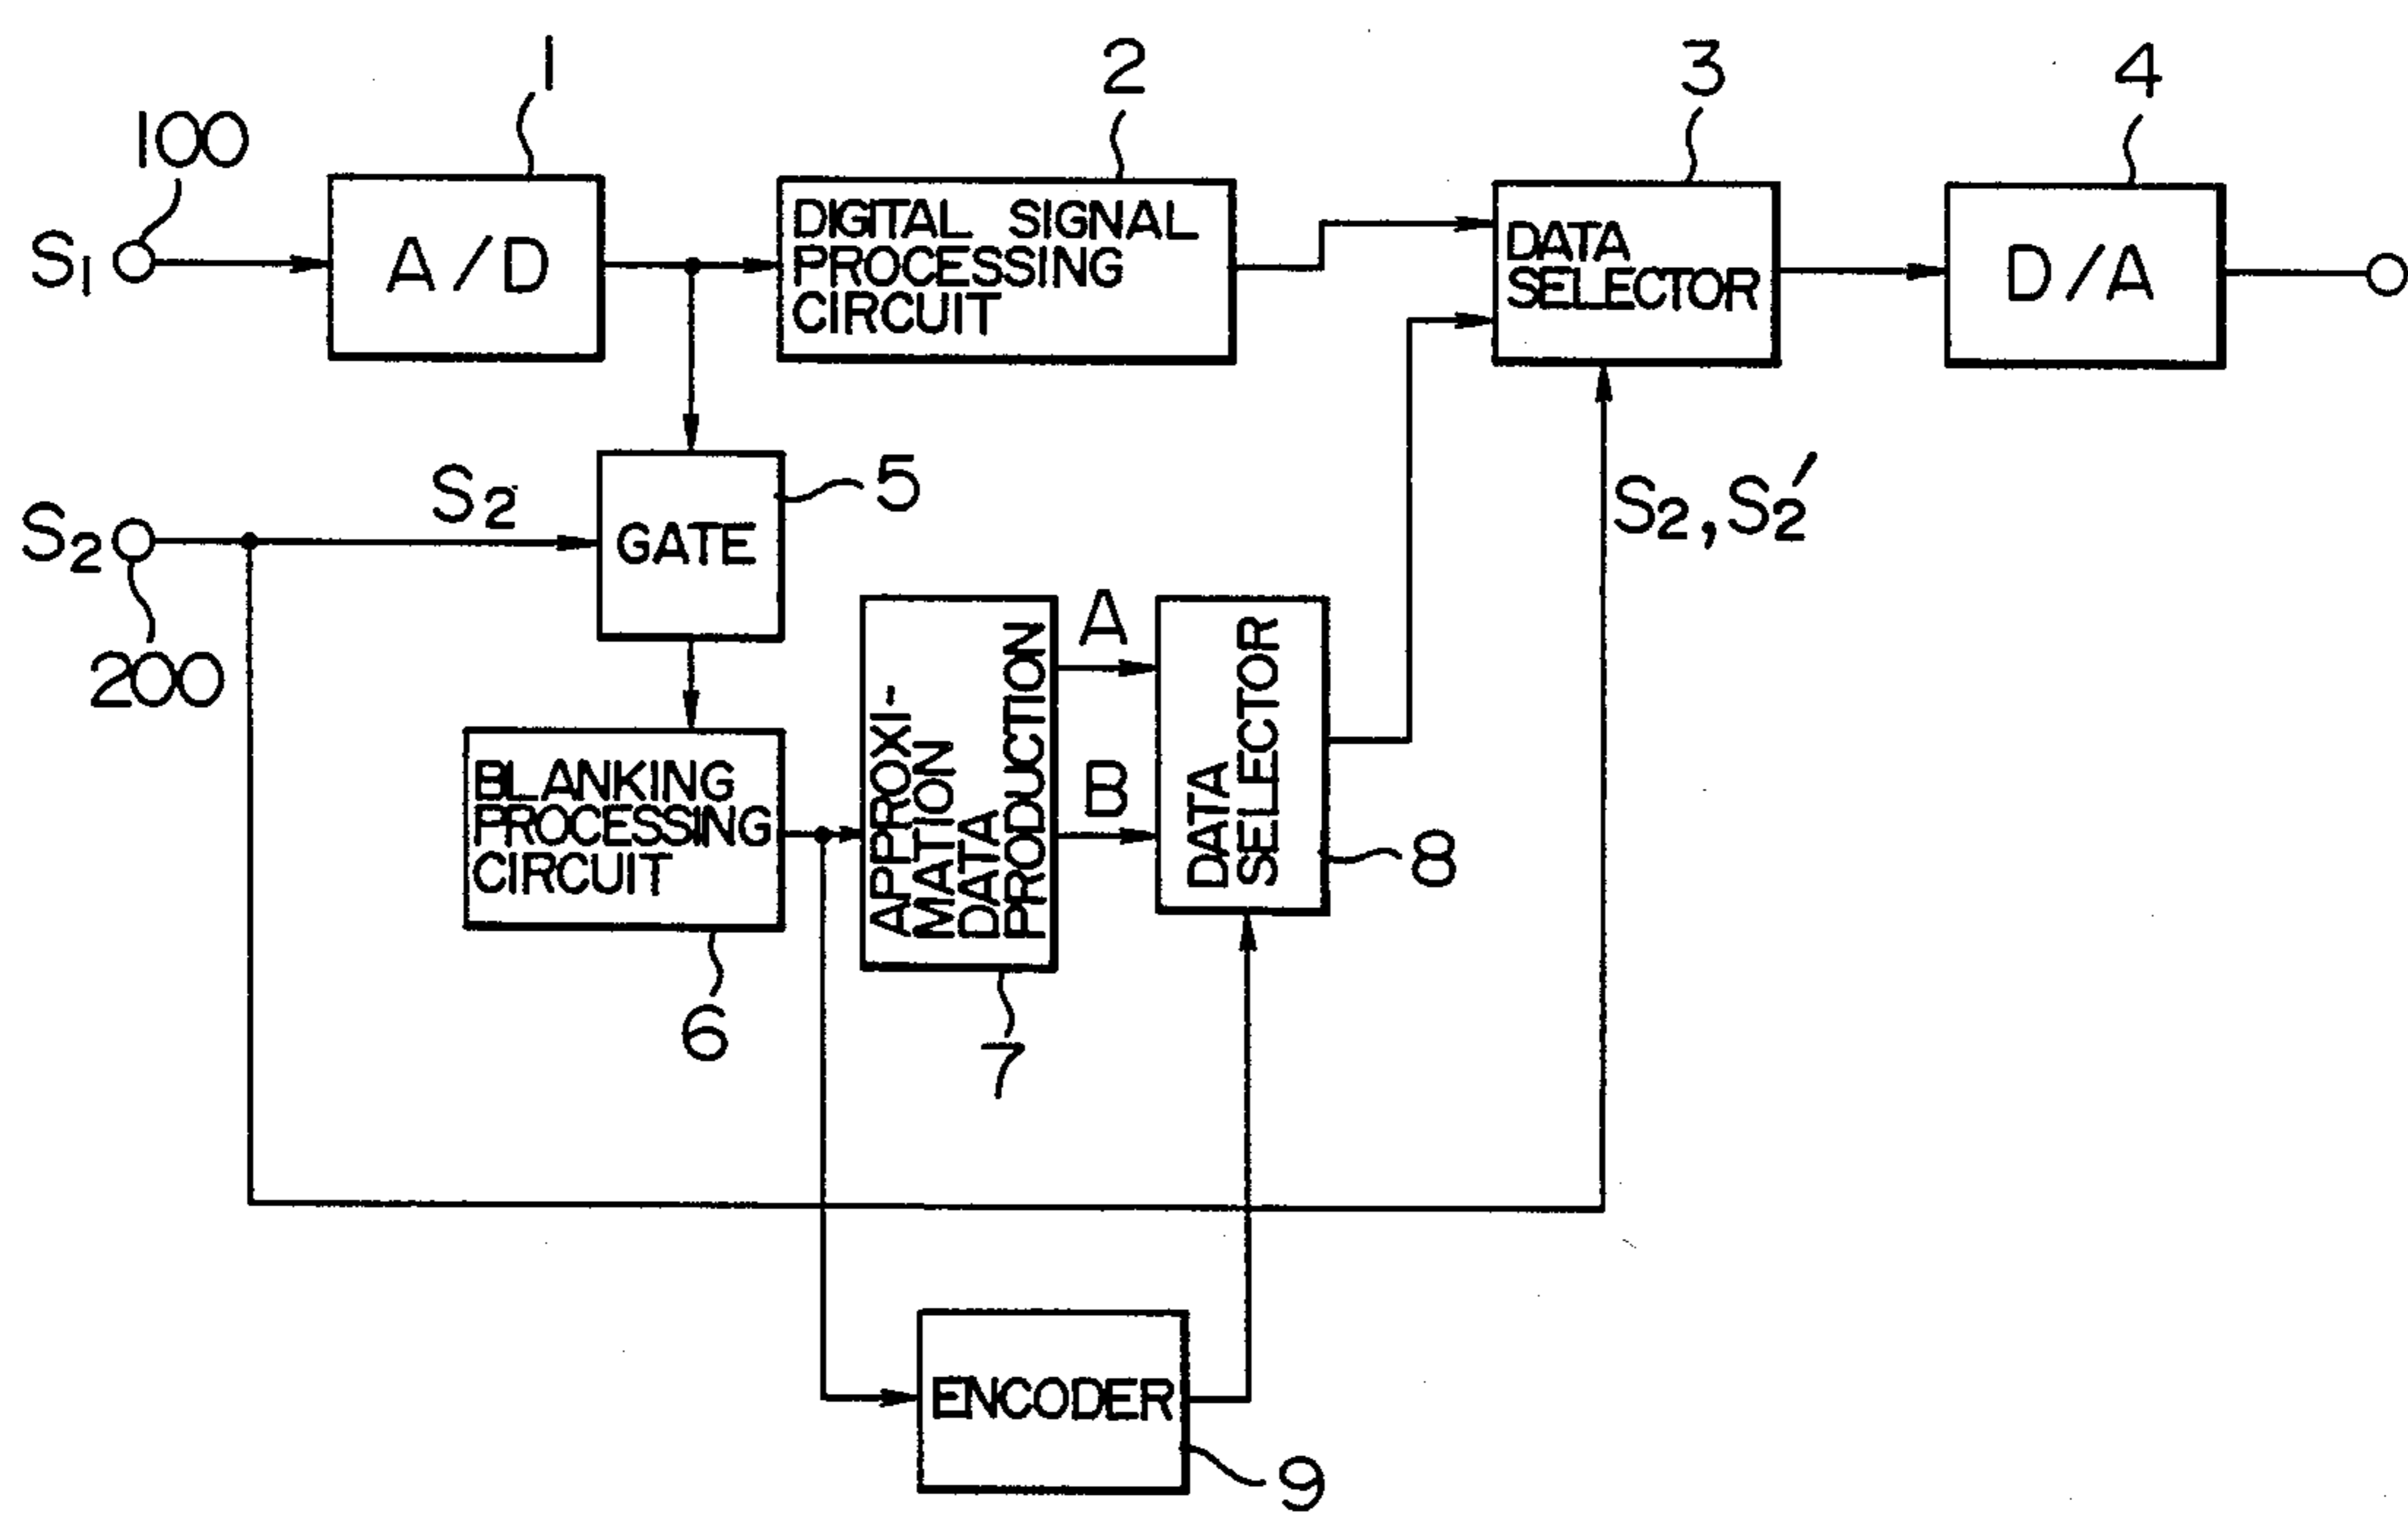 1
2
3
4
100
S1
A/D
DIGITAL SIGNAL
PROCESSING
CIRCUIT
DATA
SELECTOR
D/A
S2
200
S2
GATE
5
S2, S2′
BLANKING
PROCESSING
CIRCUIT
6
APPROXI-
MATION
DATA
PRODUCTION
7
A
B
DATA
SELECTOR
8
ENCODER
9